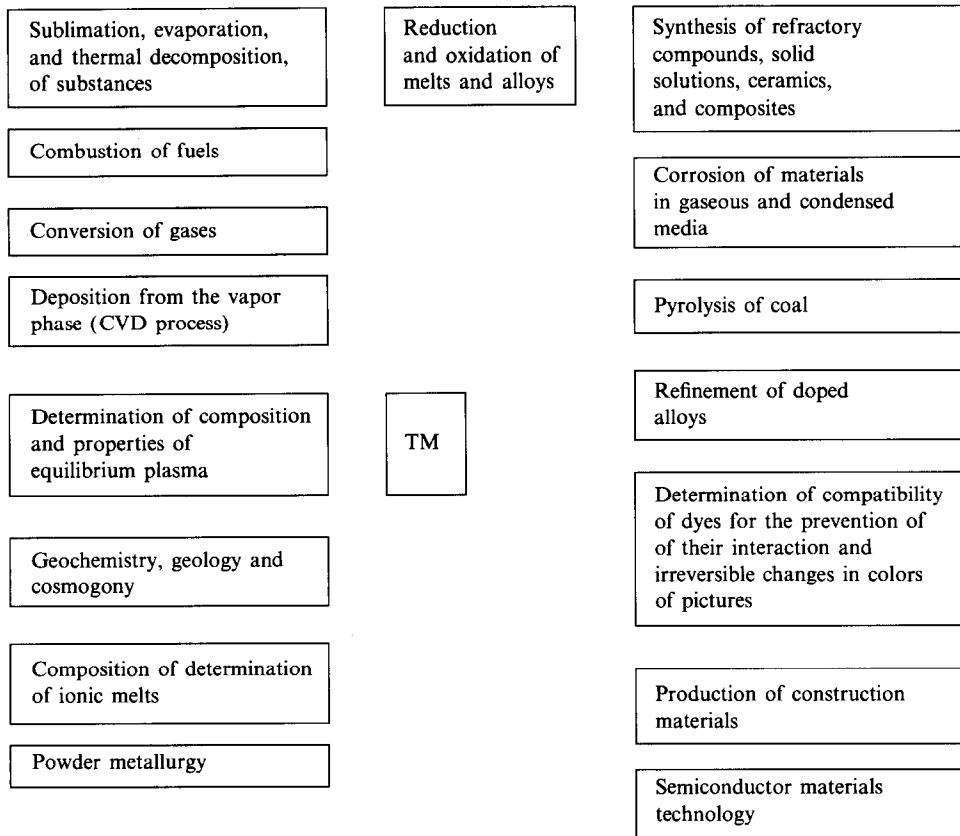 Sublimation, evaporation,
and thermal decomposition,
of substances
Combustion of fuels
Conversion of gases
Deposition from the vapor
phase (CVD process)
Determination of composition
and properties of
equilibrium plasma
Geochemistry, geology and
cosmogony
Composition of determination
of ionic melts
Powder metallurgy
Reduction
and oxidation of
melts and alloys
TM
Synthesis of refractory
compounds, solid
solutions, ceramics,
and composites
Corrosion of materials
in gaseous and condensed
media
Pyrolysis of coal
Refinement of doped
alloys
Determination of compatibility
of dyes for the prevention of
of their interaction and
irreversible changes in colors
of pictures
Production of construction
materials
Semiconductor materials
technology